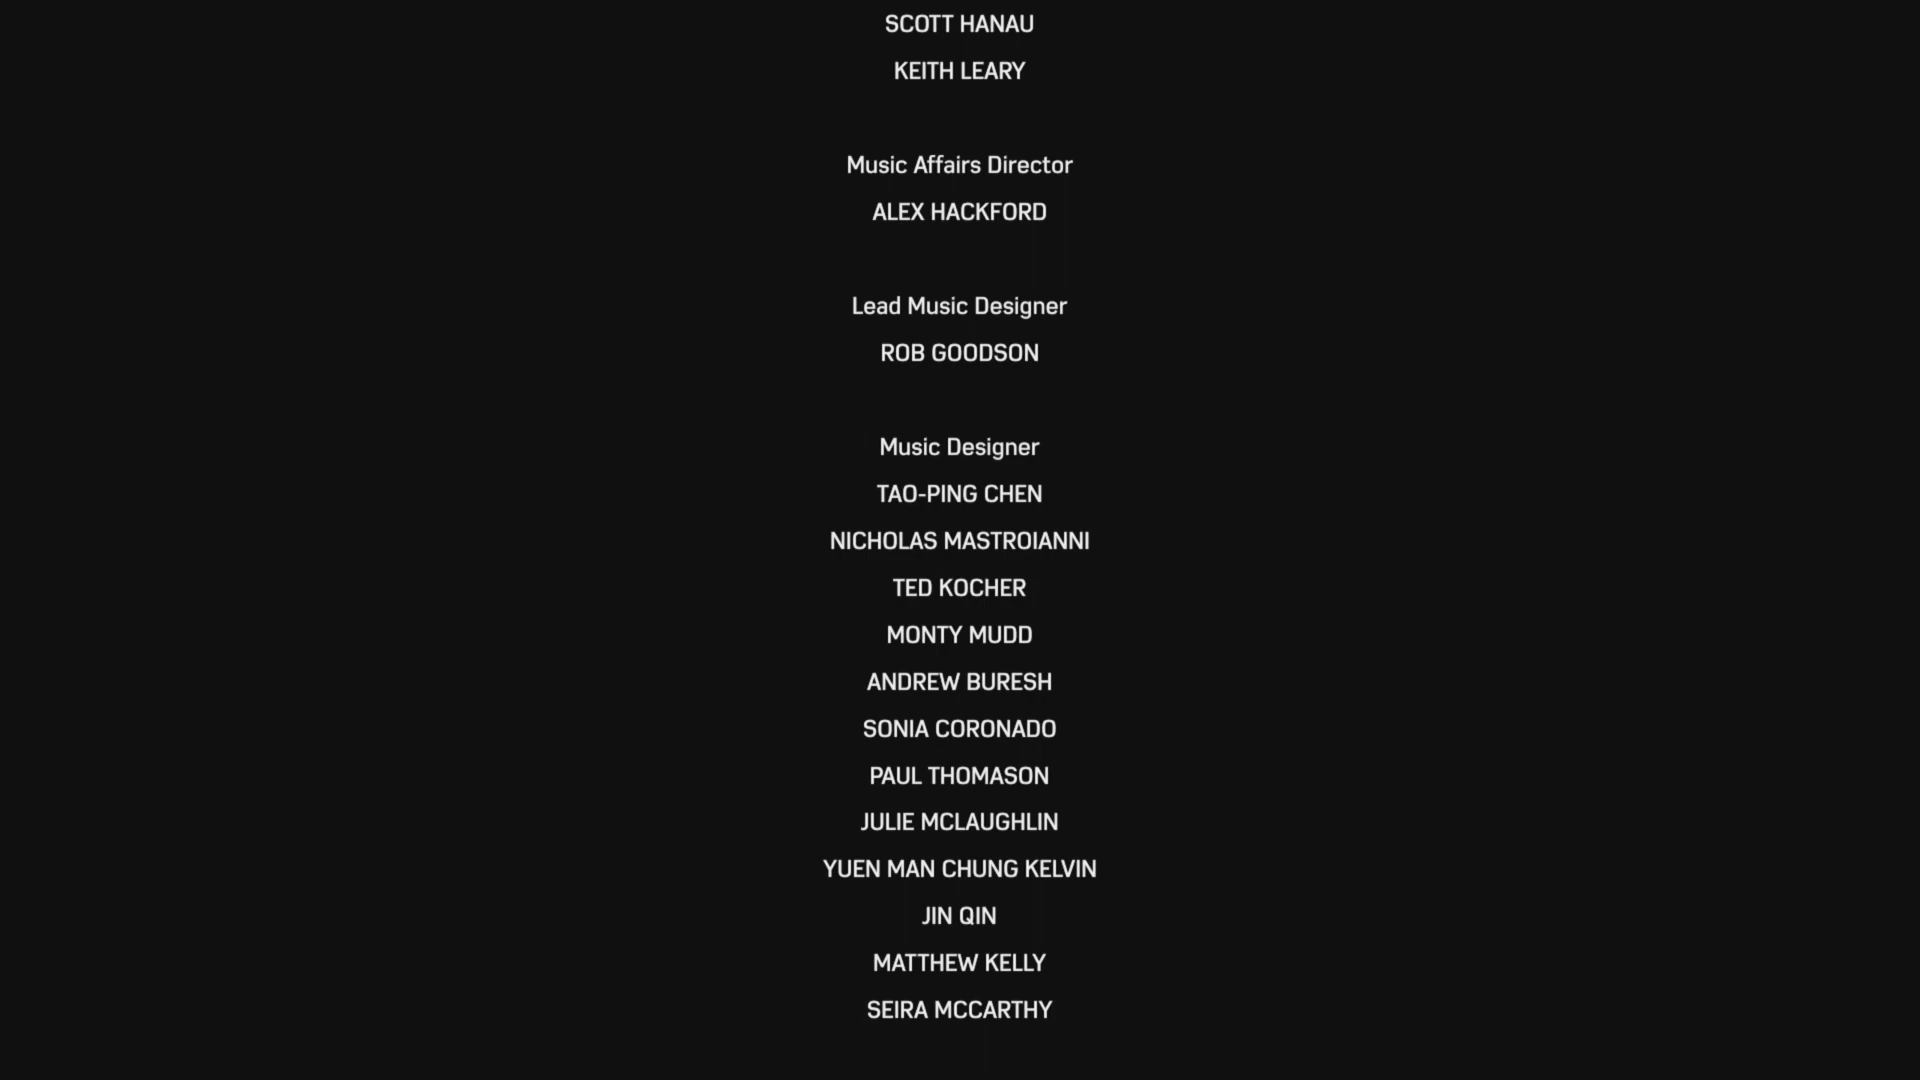 SCOTT HANAU
KEITH LEARY
Music Affairs Director
ALEX HACKFORD
Lead Music Designer
ROB GOODSON
Music Designer
TAO-PING CHEN
NICHOLAS MASTROIANNI
TED KOCHER
MONTY MUDD
ANDREW BURESH
SONIA CORONADO
PAUL THOMASON
JULIE MCLAUGHLIN
YUEN MAN CHUNG KELVIN
JIN QIN
MATTHEW KELLY
SEIRA MCCARTHY